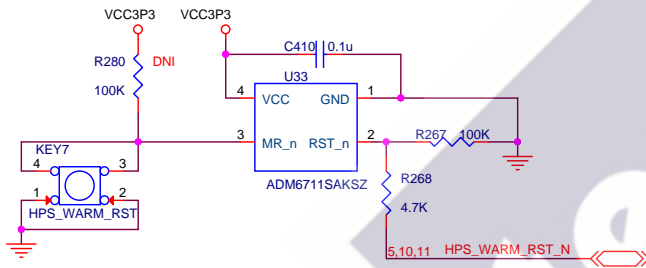 VCC3P3 VCC3P3
R280 DNI
100K
C410 0.1u
U33
4 VCC GND 1
3 MR_n RST_n 2
ADM6711SAKSZ
R267 100K
R268
4.7K
KEY7
4 3
1 2
HPS_WARM_RST
5,10,11 HPS_WARM_RST_N